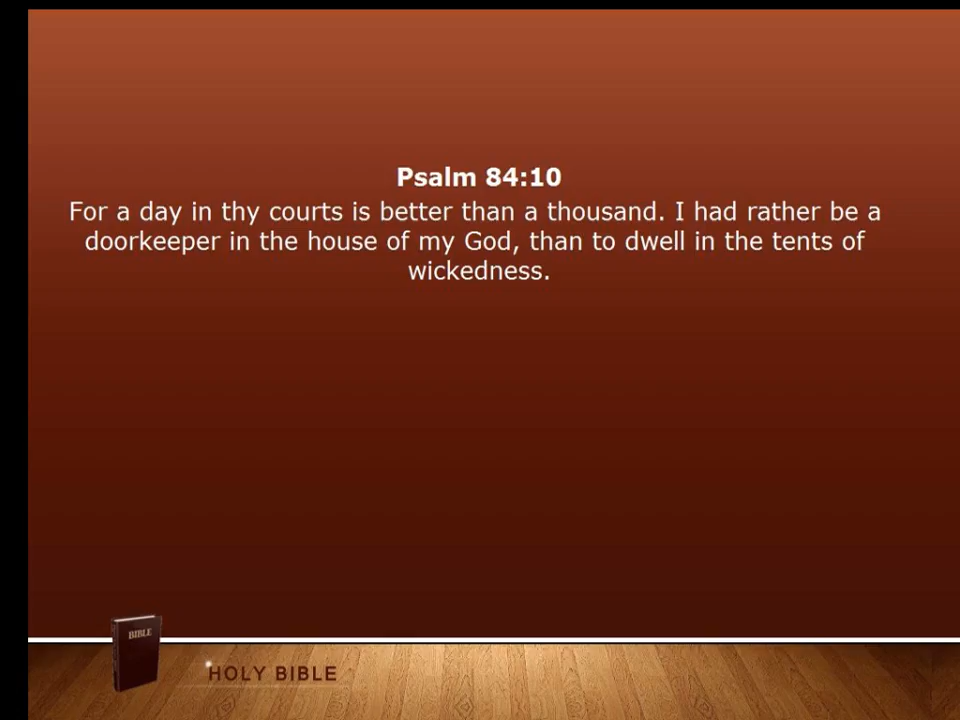 Psalm 84:10
For a day in thy courts is better than a thousand. I had rather be a
doorkeeper in the house of my God, than to dwell in the tents of
wickedness.
BIBLE
HOLY BIBLE